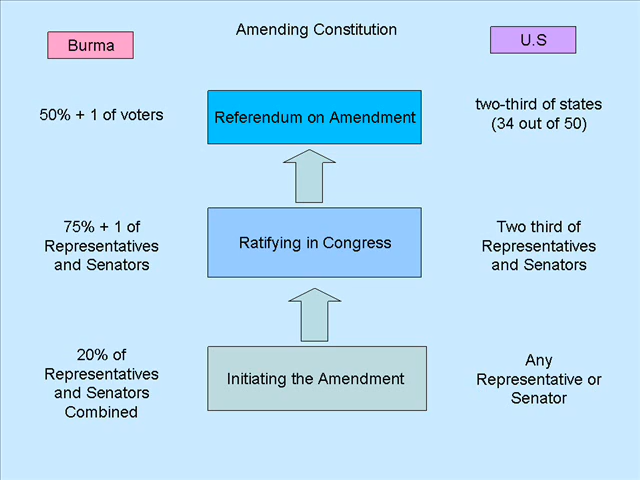 Amending Constitution
Burma
U.S
50% + 1 of voters
Referendum on Amendment
two-third of states
(34 out of 50)
75% + 1 of
Representatives
and Senators
Ratifying in Congress
Two third of
Representatives
and Senators
20% of
Representatives
and Senators
Combined
Initiating the Amendment
Any
Representative or
Senator